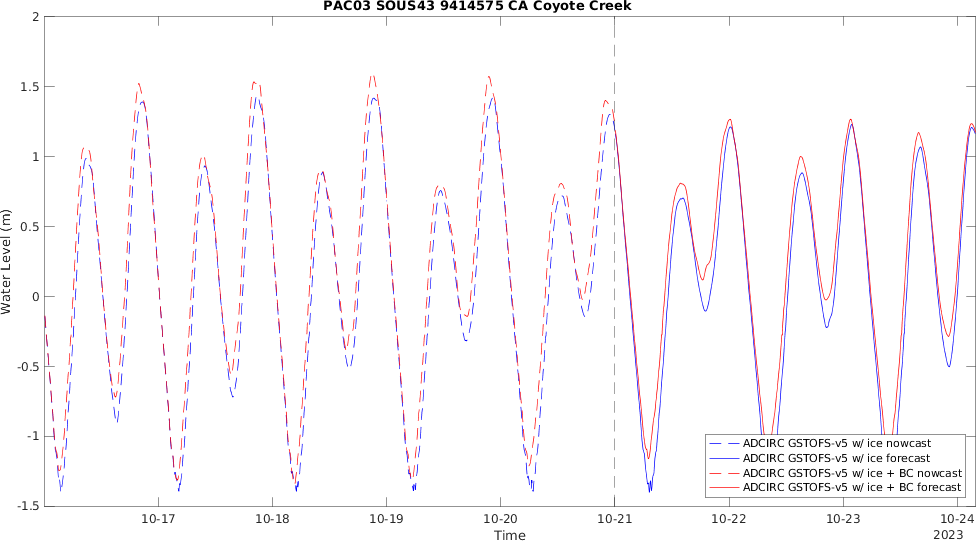 PAC03 SOUS43 9414575 CA Coyote Creek
2
1.5
1
0.5
0
-0.5
-1
-1.5
Water Level (m)
10-17
10-18
10-19
10-20
10-21
10-22
10-23
10-24
2023
Time
ADCIRC GSTOFS-v5 w/ ice nowcast
ADCIRC GSTOFS-v5 w/ ice forecast
ADCIRC GSTOFS-v5 w/ ice + BC nowcast
ADCIRC GSTOFS-v5 w/ ice + BC forecast